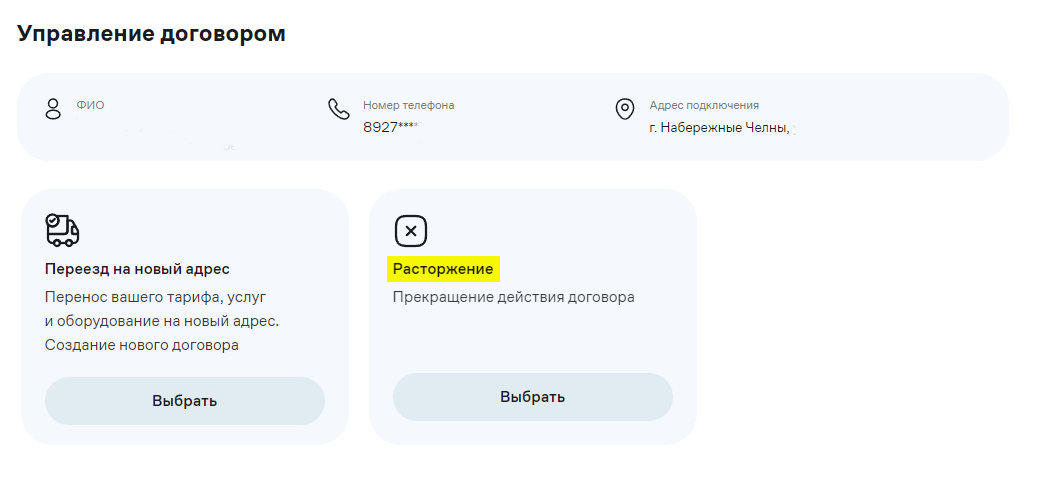 Управление договором
ФИО
Номер телефона
8927****
Адрес подключения
г. Набережные Челны,
Переезд на новый адрес
Перенос вашего тарифа, услуг
и оборудование на новый адрес.
Создание нового договора
Выбрать
Расторжение
Прекращение действия договора
Выбрать